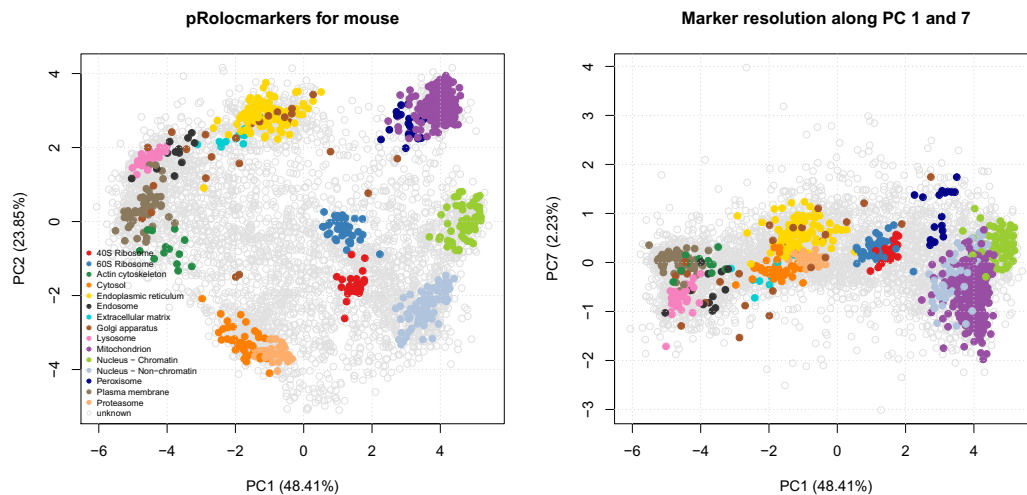 pRolocmarkers for mouse
PC2 (23.85%)
4
2
0
−2
−4
40S Ribosome
60S Ribosome
Actin cytoskeleton
Cytosol
Endoplasmic reticulum
Endosome
Extracellular matrix
Golgi apparatus
Lysosome
Mitochondrion
Nucleus − Chromatin
Nucleus − Non−chromatin
Peroxisome
Plasma membrane
Proteasome
unknown
−6 −4 −2 0 2 4
PC1 (48.41%)
Marker resolution along PC 1 and 7
PC7 (2.23%)
4
3
2
1
0
−1
−2
−3
−6 −4 −2 0 2 4
PC1 (48.41%)